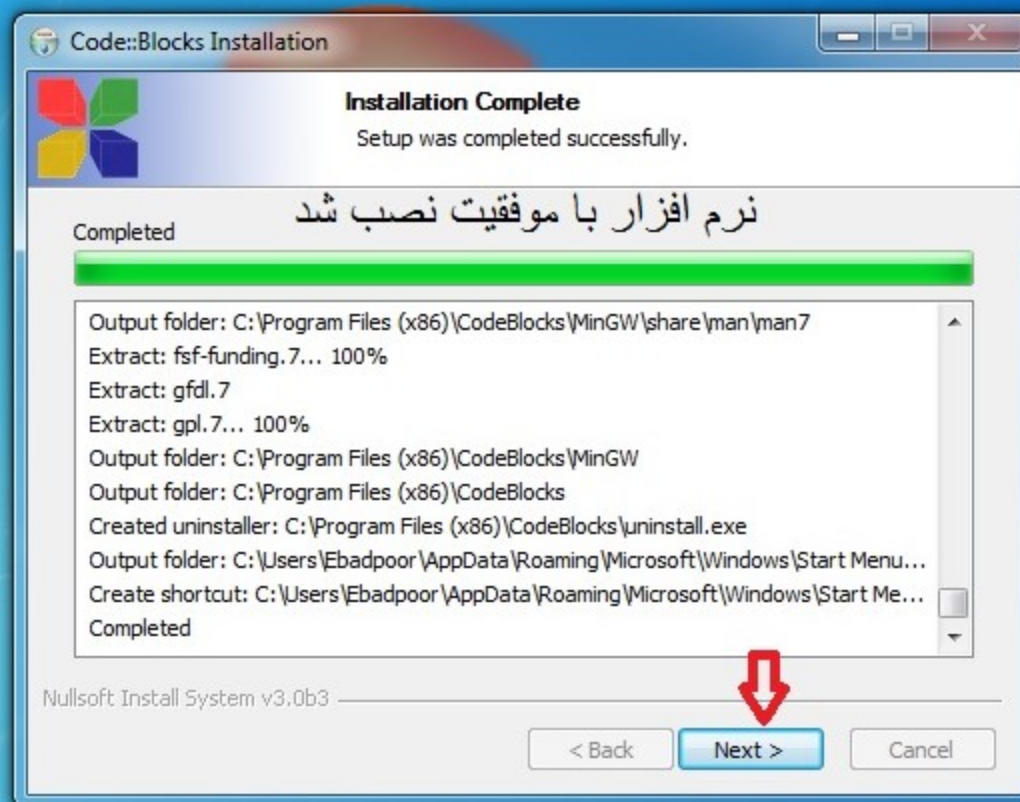 Code::Blocks Installation
Installation Complete
Setup was completed successfully.
نرم افزار با موفقیت نصب شد
Completed
Output folder: C:\Program Files (x86)\CodeBlocks\MinGW\share\man\man7
Extract: fsf-funding.7... 100%
Extract: gfdl.7
Extract: gpl.7... 100%
Output folder: C:\Program Files (x86)\CodeBlocks\MinGW
Output folder: C:\Program Files (x86)\CodeBlocks
Created uninstaller: C:\Program Files (x86)\CodeBlocks\uninstall.exe
Output folder: C:\Users\Ebadpoor\AppData\Roaming\Microsoft\Windows\Start Menu...
Create shortcut: C:\Users\Ebadpoor\AppData\Roaming\Microsoft\Windows\Start Me...
Completed
Nullsoft Install System v3.0b3
< Back Next > Cancel